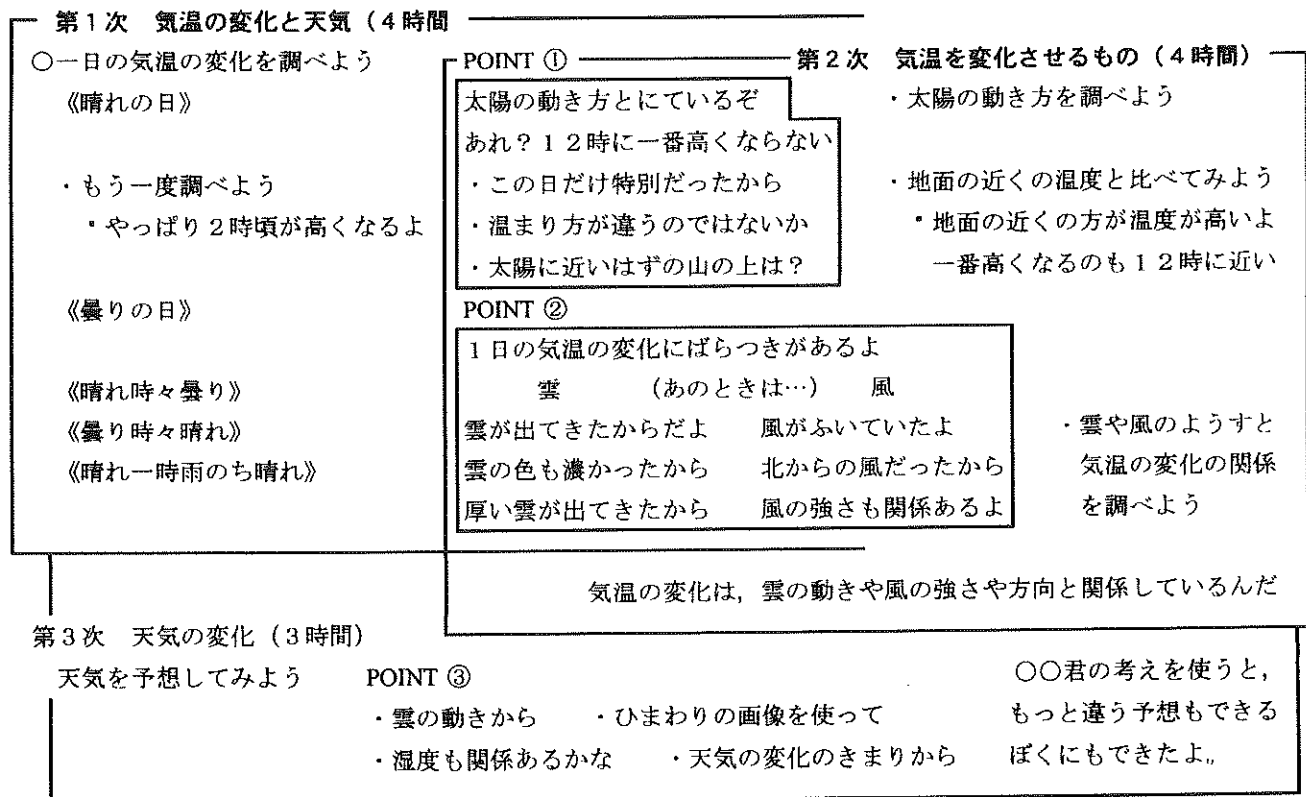 第1次　気温の変化と天気（4時間
○一日の気温の変化を調べよう
《晴れの日》
・もう一度調べよう
・やっぱり2時頃が高くなるよ
《曇りの日》
《晴れ時々曇り》
《曇り時々晴れ》
《晴れ一時雨のち晴れ》
POINT ①
太陽の動き方とにているぞ
あれ？12時に一番高くならない
・この日だけ特別だったから
・温まり方が違うのではないか
・太陽に近いはずの山の上は？
POINT ②
1日の気温の変化にばらつきがあるよ
雲　（あのときは…）　風
雲が出てきたからだよ　風がふいていたよ
雲の色も濃かったから　北からの風だったから
厚い雲が出てきたから　風の強さも関係あるよ
第2次　気温を変化させるもの（4時間）
・太陽の動き方を調べよう
・地面の近くの温度と比べてみよう
・地面の近くの方が温度が高いよ
一番高くなるのも12時に近い
・雲や風のようすと
気温の変化の関係
を調べよう
気温の変化は，雲の動きや風の強さや方向と関係しているんだ
第3次　天気の変化（3時間）
天気を予想してみよう
POINT ③
・雲の動きから　・ひまわりの画像を使って
・湿度も関係あるかな　・天気の変化のきまりから
○○君の考えを使うと，
もっと違う予想もできる
ぼくにもできたよ。